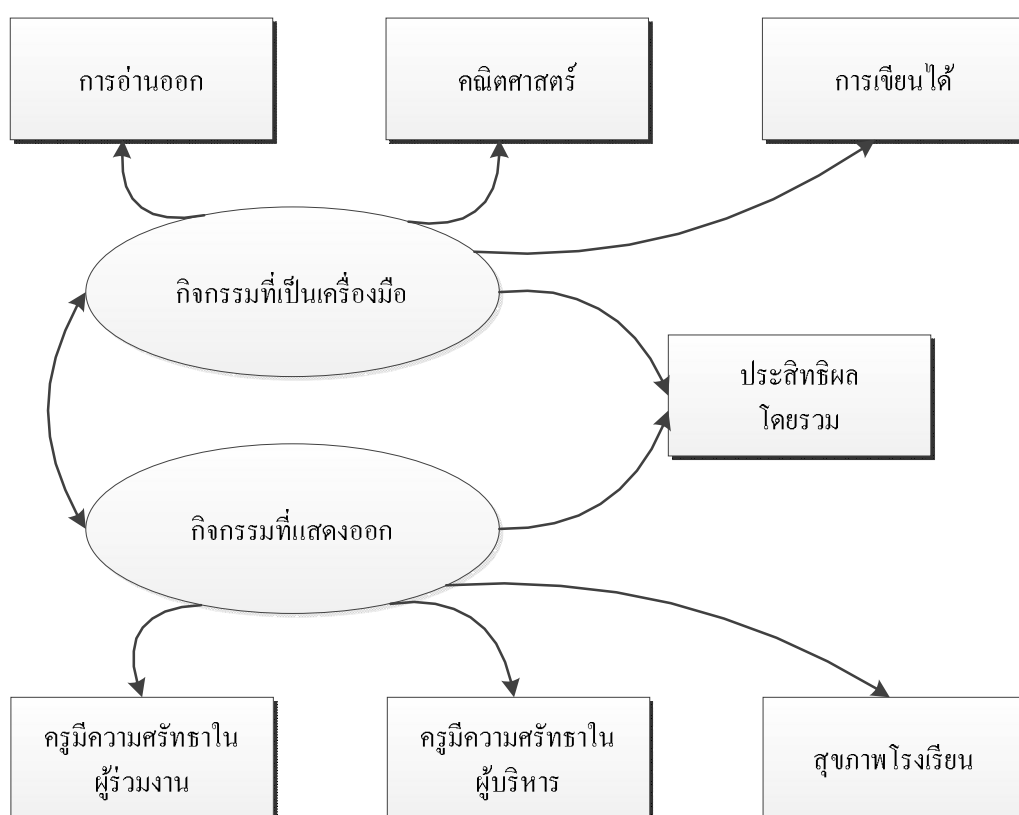 การอ่านออก
คณิตศาสตร์
การเขียนได้
กิจกรรมที่เป็นเครื่องมือ
ประสิทธิผล
โดยรวม
กิจกรรมที่แสดงออก
ครูมีความศรัทธาใน
ผู้ร่วมงาน
ครูมีความศรัทธาใน
ผู้บริหาร
สุขภาพโรงเรียน